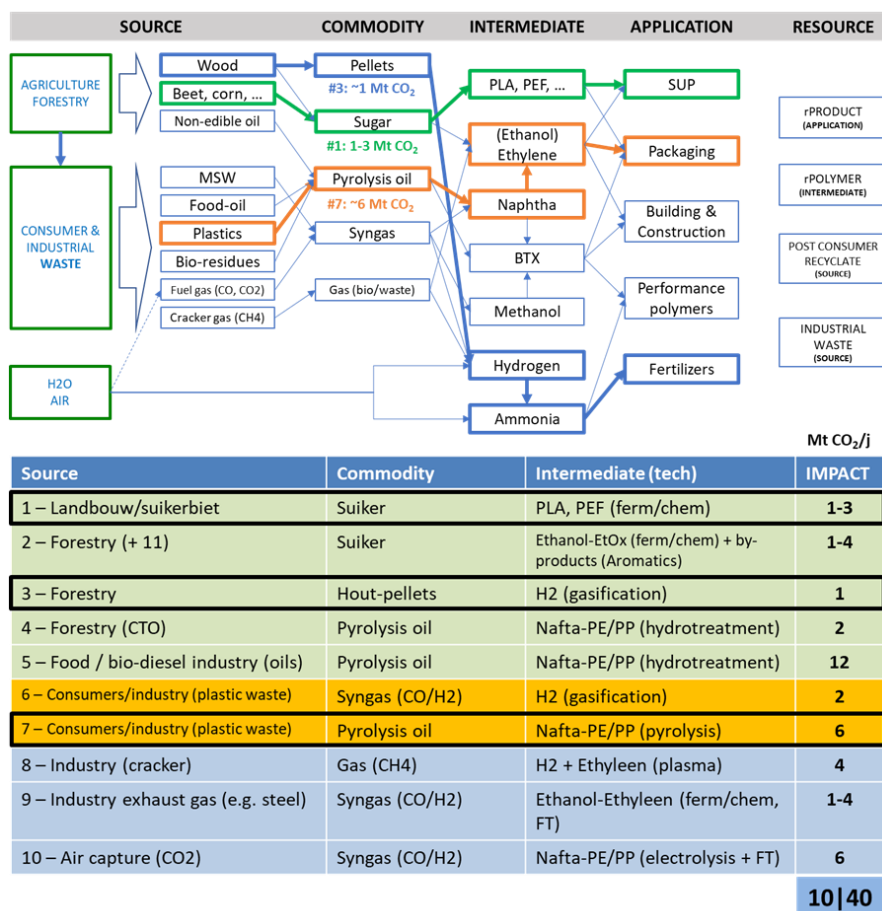 SOURCE COMMODITY INTERMEDIATE APPLICATION RESOURCE
AGRICULTURE
FORESTRY
CONSUMER &
INDUSTRIAL
WASTE
H2O
AIR
Wood
Beet, corn, ...
Non-edible oil
MSW
Food-oil
Plastics
Bio-residues
Fuel gas (CO, CO2)
Cracker gas (CH4)
Pellets
#3: ~1 Mt CO₂
Sugar
#1: 1-3 Mt CO₂
Pyrolysis oil
#7: ~6 Mt CO₂
Syngas
Gas (bio/waste)
PLA, PEF, ...
(Ethanol)
Ethylene
Naphtha
BTX
Methanol
Hydrogen
Ammonia
SUP
Packaging
Building &
Construction
Performance
polymers
Fertilizers
rPRODUCT
(APPLICATION)
rPOLYMER
(INTERMEDIATE)
POST CONSUMER
RECYCLATE
(SOURCE)
INDUSTRIAL
WASTE
(SOURCE)
Mt CO₂/j
Source Commodity Intermediate (tech) IMPACT
1 – Landbouw/suikerbiet Suiker PLA, PEF (ferm/chem) 1-3
2 – Forestry (+ 11) Suiker Ethanol-EtOx (ferm/chem) + by-
products (Aromatics) 1-4
3 – Forestry Hout-pellets H2 (gasification) 1
4 – Forestry (CTO) Pyrolysis oil Nafta-PE/PP (hydrotreatment) 2
5 – Food / bio-diesel industry (oils) Pyrolysis oil Nafta-PE/PP (hydrotreatment) 12
6 – Consumers/industry (plastic waste) Syngas (CO/H2) H2 (gasification) 2
7 – Consumers/industry (plastic waste) Pyrolysis oil Nafta-PE/PP (pyrolysis) 6
8 – Industry (cracker) Gas (CH4) H2 + Ethyleen (plasma) 4
9 – Industry exhaust gas (e.g. steel) Syngas (CO/H2) Ethanol-Ethyleen (ferm/chem,
FT) 1-4
10 – Air capture (CO2) Syngas (CO/H2) Nafta-PE/PP (electrolysis + FT) 6
10|40